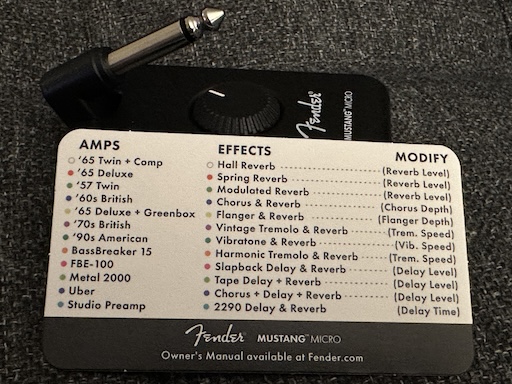 Fender
MUSTANG MICRO
AMPS
'65 Twin + Comp
'65 Deluxe
'57 Twin
'60s British
'65 Deluxe + Greenbox
'70s British
'90s American
BassBreaker 15
FBE-100
Metal 2000
Uber
Studio Preamp
EFFECTS MODIFY
Hall Reverb (Reverb Level)
Spring Reverb (Reverb Level)
Modulated Reverb (Reverb Level)
Chorus & Reverb (Chorus Depth)
Flanger & Reverb (Flanger Depth)
Vintage Tremolo & Reverb (Trem. Speed)
Vibratone & Reverb (Vib. Speed)
Harmonic Tremolo & Reverb (Trem. Speed)
Slapback Delay & Reverb (Delay Level)
Tape Delay + Reverb (Delay Level)
Chorus + Delay + Reverb (Delay Level)
2290 Delay & Reverb (Delay Time)
Fender MUSTANG™ MICRO
Owner's Manual available at Fender.com